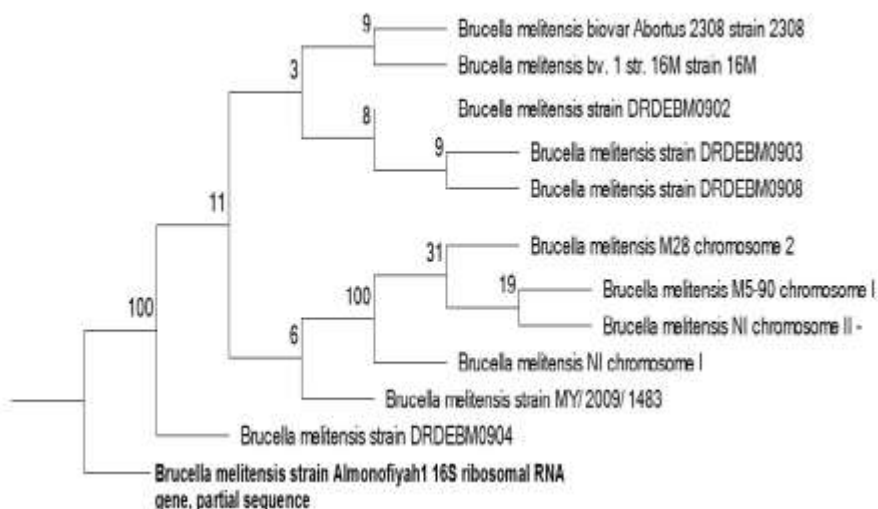 9 Brucella melitensis biovar Abortus 2308 strain 2308
3
Brucella melitensis bv. 1 str. 16M strain 16M
8 Brucella melitensis strain DRDEBM0902
9 Brucella melitensis strain DRDEBM0903
Brucella melitensis strain DRDEBM0908
11
31 Brucella melitensis M28 chromosome 2
19 Brucella melitensis M5-90 chromosome I
100
100
6 Brucella melitensis NI chromosome II -
Brucella melitensis NI chromosome I
Brucella melitensis strain MY/ 2009/ 1483
Brucella melitensis strain DRDEBM0904
Brucella melitensis strain Almonofiyah1 16S ribosomal RNA
gene, partial sequence